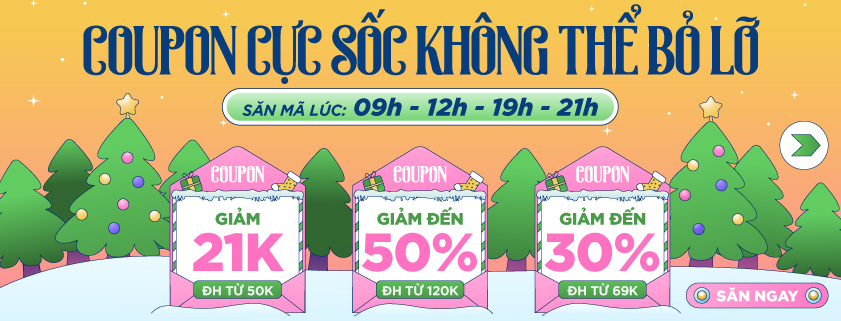 COUPON CỰC SỐC KHÔNG THỂ BỎ LỠ
SĂN MÃ LÚC: 09h - 12h - 19h - 21h
COUPON
GIẢM
21K
ĐH TỪ 50K
COUPON
GIẢM ĐẾN
50%
ĐH TỪ 120K
COUPON
GIẢM ĐẾN
30%
ĐH TỪ 69K
SĂN NGAY